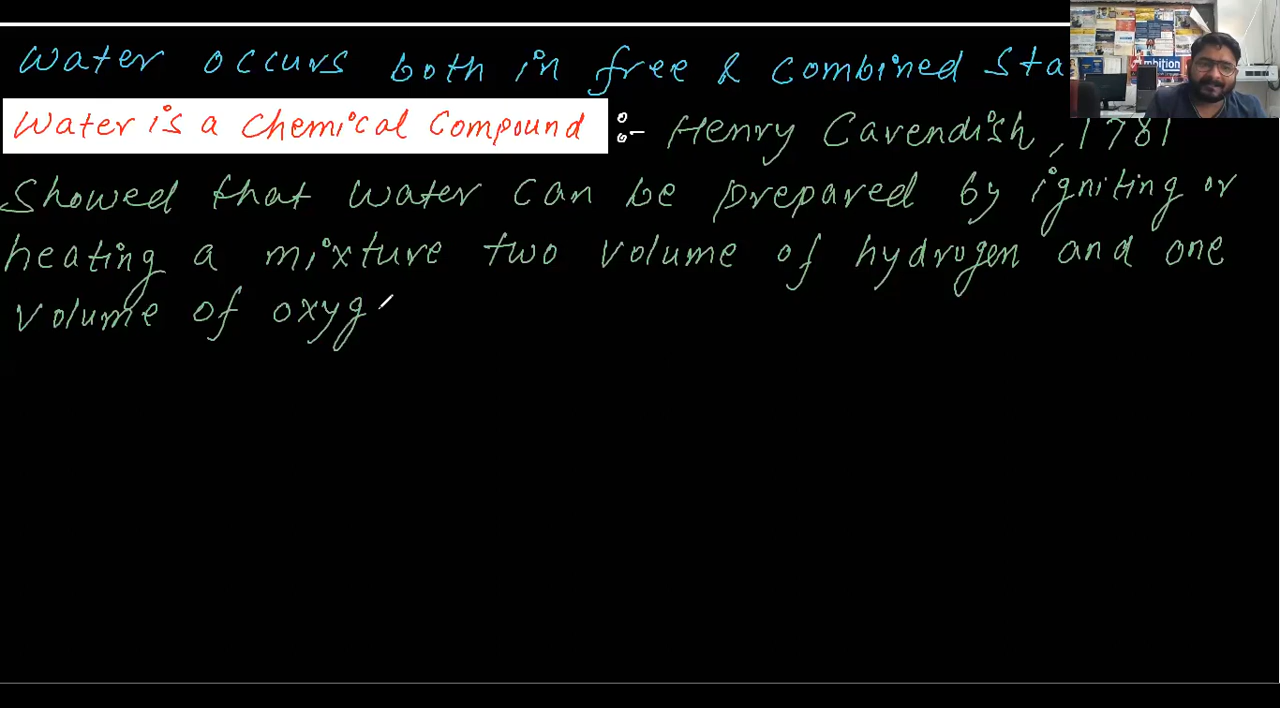 Water occurs both in free & combined sta
Water is a Chemical Compound :- Henry Cavendish, 1781
Showed that Water Can be prepared by igniting or
heating a mixture two volume of hydrogen and one
volume of oxyg
mbition